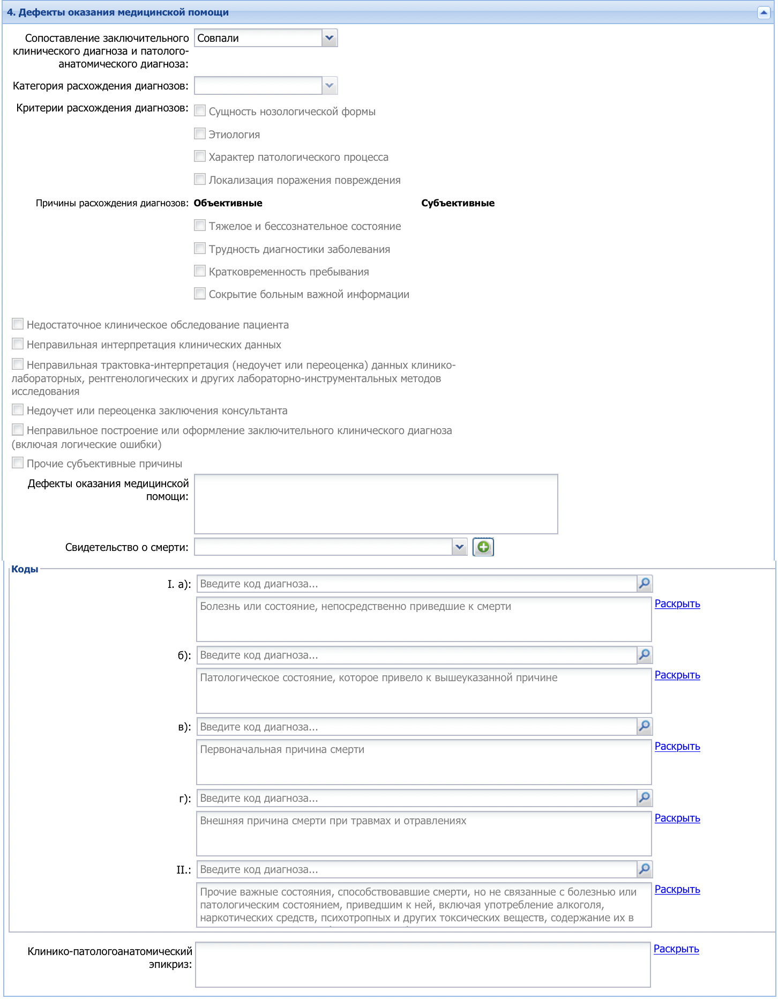 4. Дефекты оказания медицинской помощи
Сопоставление заключительного
клинического диагноза и патолого-
анатомического диагноза:
Совпали
Категория расхождения диагнозов:
Критерии расхождения диагнозов:
Сущность нозологической формы
Этиология
Характер патологического процесса
Локализация поражения повреждения
Причины расхождения диагнозов:
Объективные
Субъективные
Тяжелое и бессознательное состояние
Трудность диагностики заболевания
Кратковременность пребывания
Сокрытие больным важной информации
Недостаточное клиническое обследование пациента
Неправильная интерпретация клинических данных
Неправильная трактовка-интерпретация (недоучет или переоценка) данных клинико-
лабораторных, рентгенологических и других лабораторно-инструментальных методов
исследования
Недоучет или переоценка заключения консультанта
Неправильное построение или оформление заключительного клинического диагноза
(включая логические ошибки)
Прочие субъективные причины
Дефекты оказания медицинской
помощи:
Свидетельство о смерти:
Коды
I. а):
Введите код диагноза...
Болезнь или состояние, непосредственно приведшие к смерти
Раскрыть
б):
Введите код диагноза...
Патологическое состояние, которое привело к вышеуказанной причине
Раскрыть
в):
Введите код диагноза...
Первоначальная причина смерти
Раскрыть
г):
Введите код диагноза...
Внешняя причина смерти при травмах и отравлениях
Раскрыть
II.:
Введите код диагноза...
Прочие важные состояния, способствовавшие смерти, но не связанные с болезнью или
патологическим состоянием, приведшим к ней, включая употребление алкоголя,
наркотических средств, психотропных и других токсических веществ, содержание их в
Раскрыть
Клинико-патологоанатомический
эпикриз:
Раскрыть